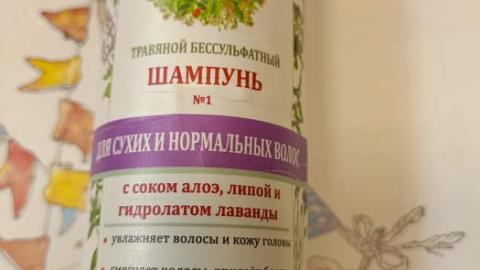 ТРАВЯНОЙ БЕССУЛЬФАТНЫЙ
ШАМПУНЬ
№1
ДЛЯ СУХИХ И НОРМАЛЬНЫХ ВОЛОС
с соком алоэ, липой и
гидролатом лаванды
• увлажняет волосы и кожу головы